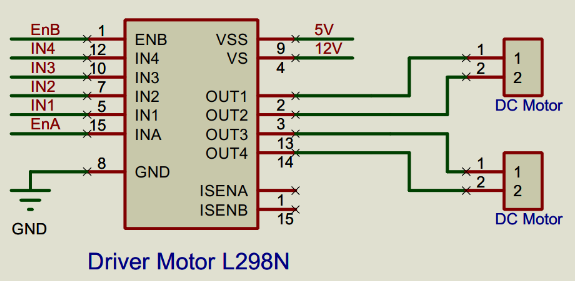 EnB 1 ENB VSS 5V
IN4 12 IN4 VS 9 12V
IN3 10 IN3 4
IN2 7 IN2 OUT1
IN1 5 IN1 OUT2 2
EnA 15 INA OUT3 3
OUT4 13
8 GND 14
ISENA
ISENB 1
15
GND
1 1
2 2
DC Motor
1 1
2 2
DC Motor
Driver Motor L298N